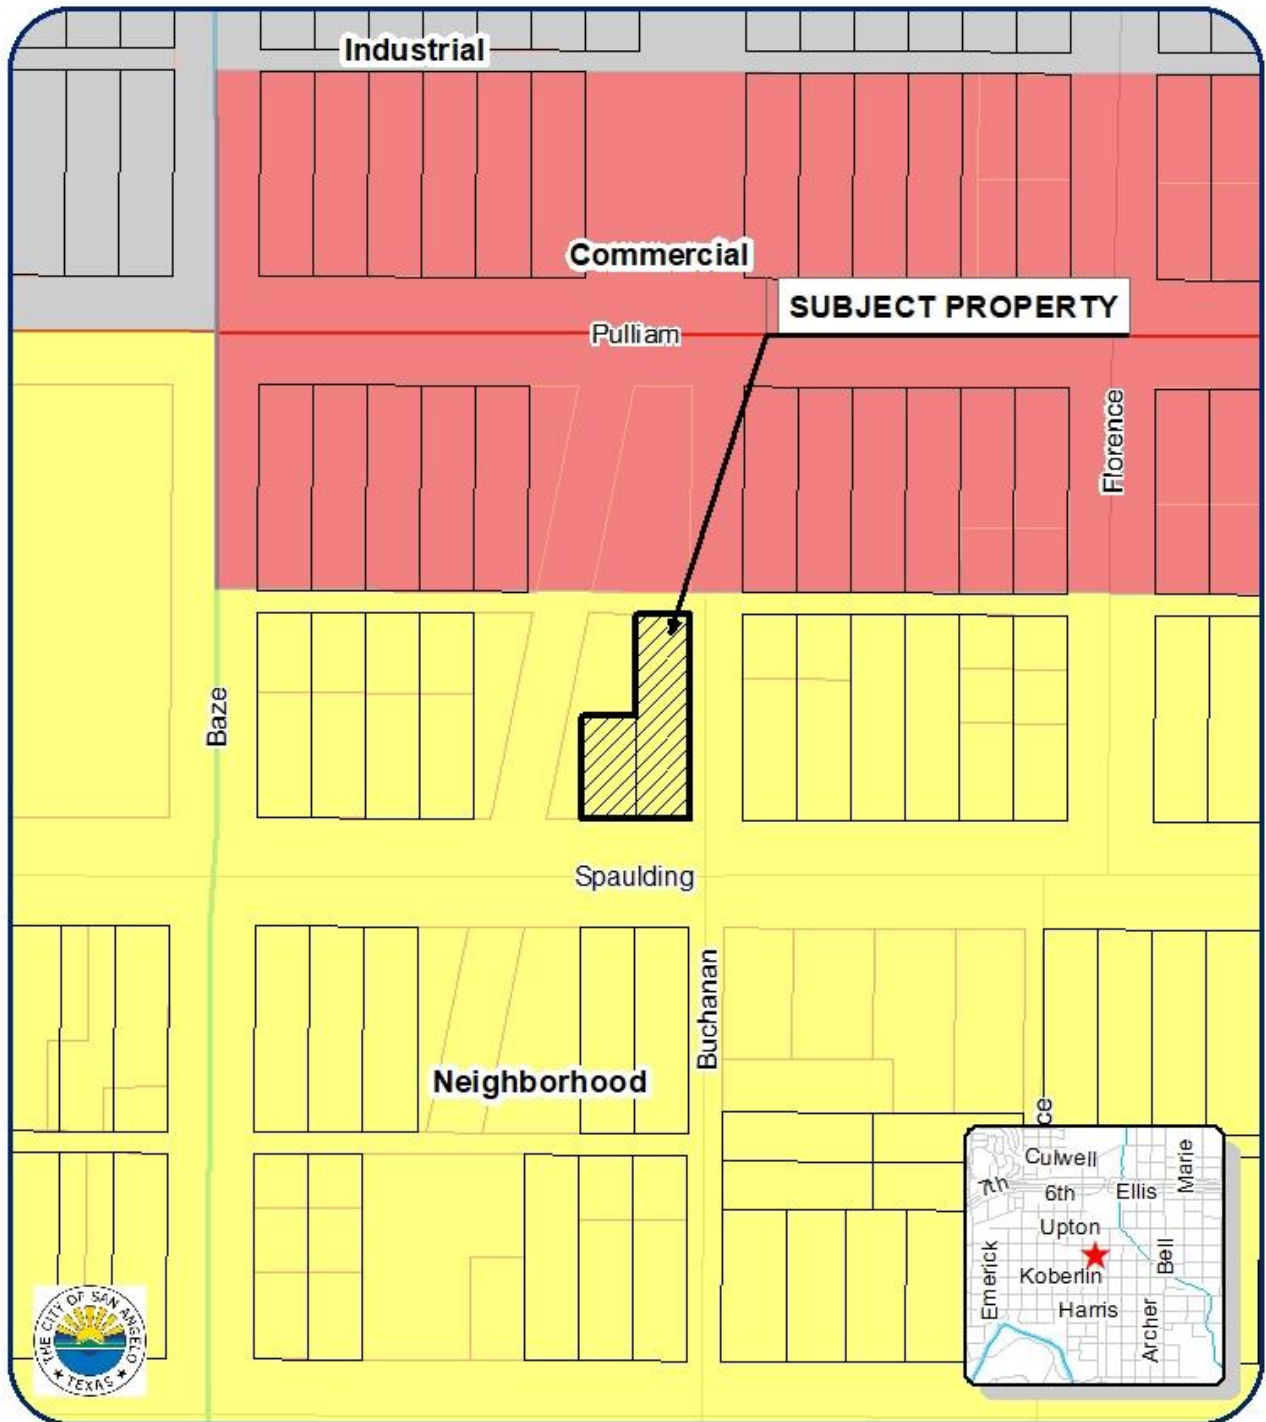 Industrial
Commercial
SUBJECT PROPERTY
Pulliam
Florence
Baze
Spaulding
Buchanan
Neighborhood
ce
Culwell
Marie
7th
6th
Ellis
Upton
Emerick
Bell
Koberlin
Harris
Archer
THE CITY OF SAN ANGELO
★ TEXAS ★